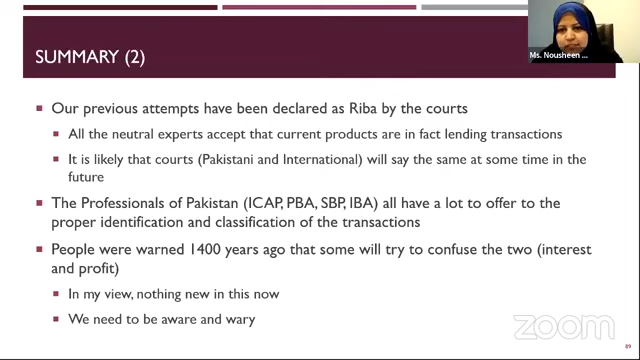 SUMMARY (2)
Ms. Nousheen ...
▪ Our previous attempts have been declared as Riba by the courts
▪ All the neutral experts accept that current products are in fact lending transactions
▪ It is likely that courts (Pakistani and International) will say the same at some time in the
future
▪ The Professionals of Pakistan (ICAP, PBA, SBP, IBA) all have a lot to offer to the
proper identification and classification of the transactions
▪ People were warned 1400 years ago that some will try to confuse the two (interest
and profit)
▪ In my view, nothing new in this now
▪ We need to be aware and wary
zoom
89